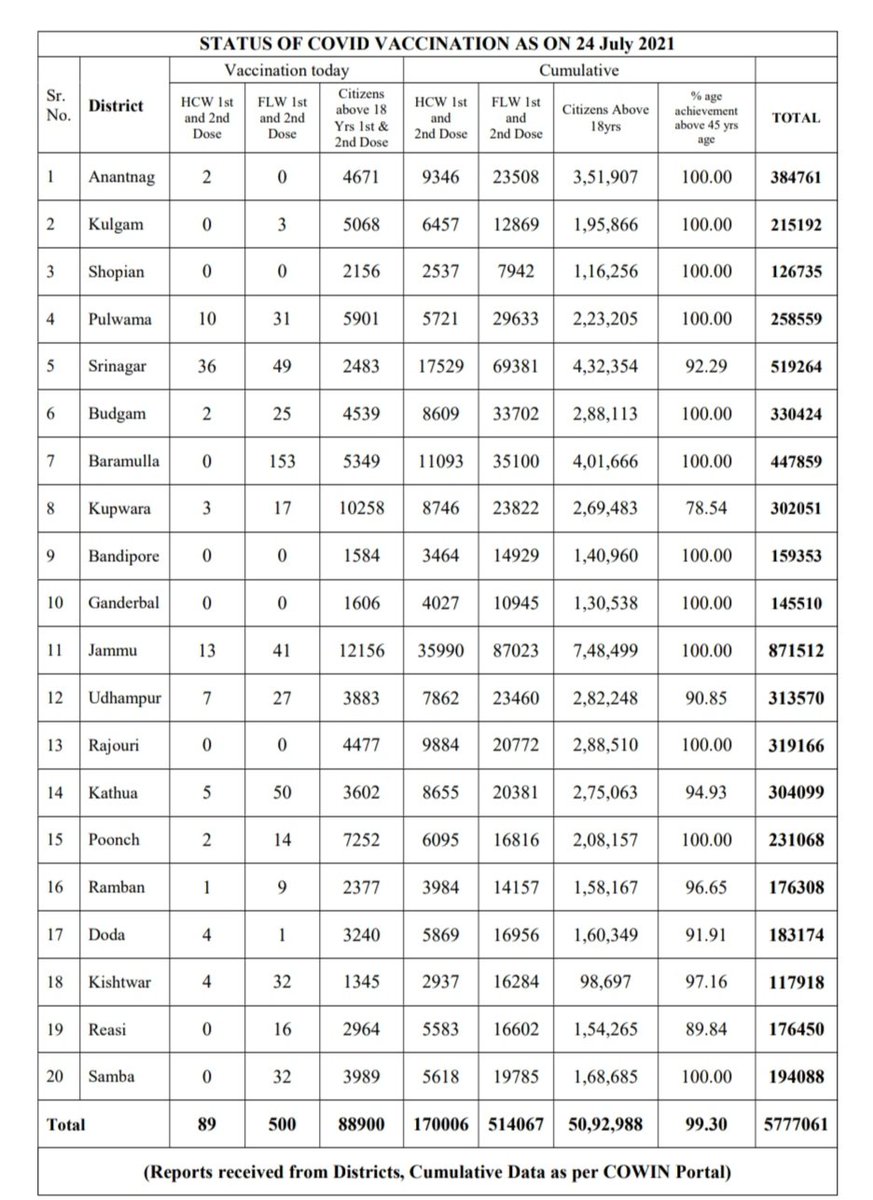 STATUS OF COVID VACCINATION AS ON 24 July 2021
Sr. No. District Vaccination today Cumulative
HCW 1st and 2nd Dose FLW 1st and 2nd Dose Citizens above 18 Yrs 1st & 2nd Dose HCW 1st and 2nd Dose FLW 1st and 2nd Dose Citizens Above 18yrs % age achievement above 45 yrs age TOTAL
1 Anantnag 2 0 4671 9346 23508 3,51,907 100.00 384761
2 Kulgam 0 3 5068 6457 12869 1,95,866 100.00 215192
3 Shopian 0 0 2156 2537 7942 1,16,256 100.00 126735
4 Pulwama 10 31 5901 5721 29633 2,23,205 100.00 258559
5 Srinagar 36 49 2483 17529 69381 4,32,354 92.29 519264
6 Budgam 2 25 4539 8609 33702 2,88,113 100.00 330424
7 Baramulla 0 153 5349 11093 35100 4,01,666 100.00 447859
8 Kupwara 3 17 10258 8746 23822 2,69,483 78.54 302051
9 Bandipore 0 0 1584 3464 14929 1,40,960 100.00 159353
10 Ganderbal 0 0 1606 4027 10945 1,30,538 100.00 145510
11 Jammu 13 41 12156 35990 87023 7,48,499 100.00 871512
12 Udhampur 7 27 3883 7862 23460 2,82,248 90.85 313570
13 Rajouri 0 0 4477 9884 20772 2,88,510 100.00 319166
14 Kathua 5 50 3602 8655 20381 2,75,063 94.93 304099
15 Poonch 2 14 7252 6095 16816 2,08,157 100.00 231068
16 Ramban 1 9 2377 3984 14157 1,58,167 96.65 176308
17 Doda 4 1 3240 5869 16956 1,60,349 91.91 183174
18 Kishtwar 4 32 1345 2937 16284 98,697 97.16 117918
19 Reasi 0 16 2964 5583 16602 1,54,265 89.84 176450
20 Samba 0 32 3989 5618 19785 1,68,685 100.00 194088
Total 89 500 88900 170006 514067 50,92,988 99.30 5777061
(Reports received from Districts, Cumulative Data as per COWIN Portal)